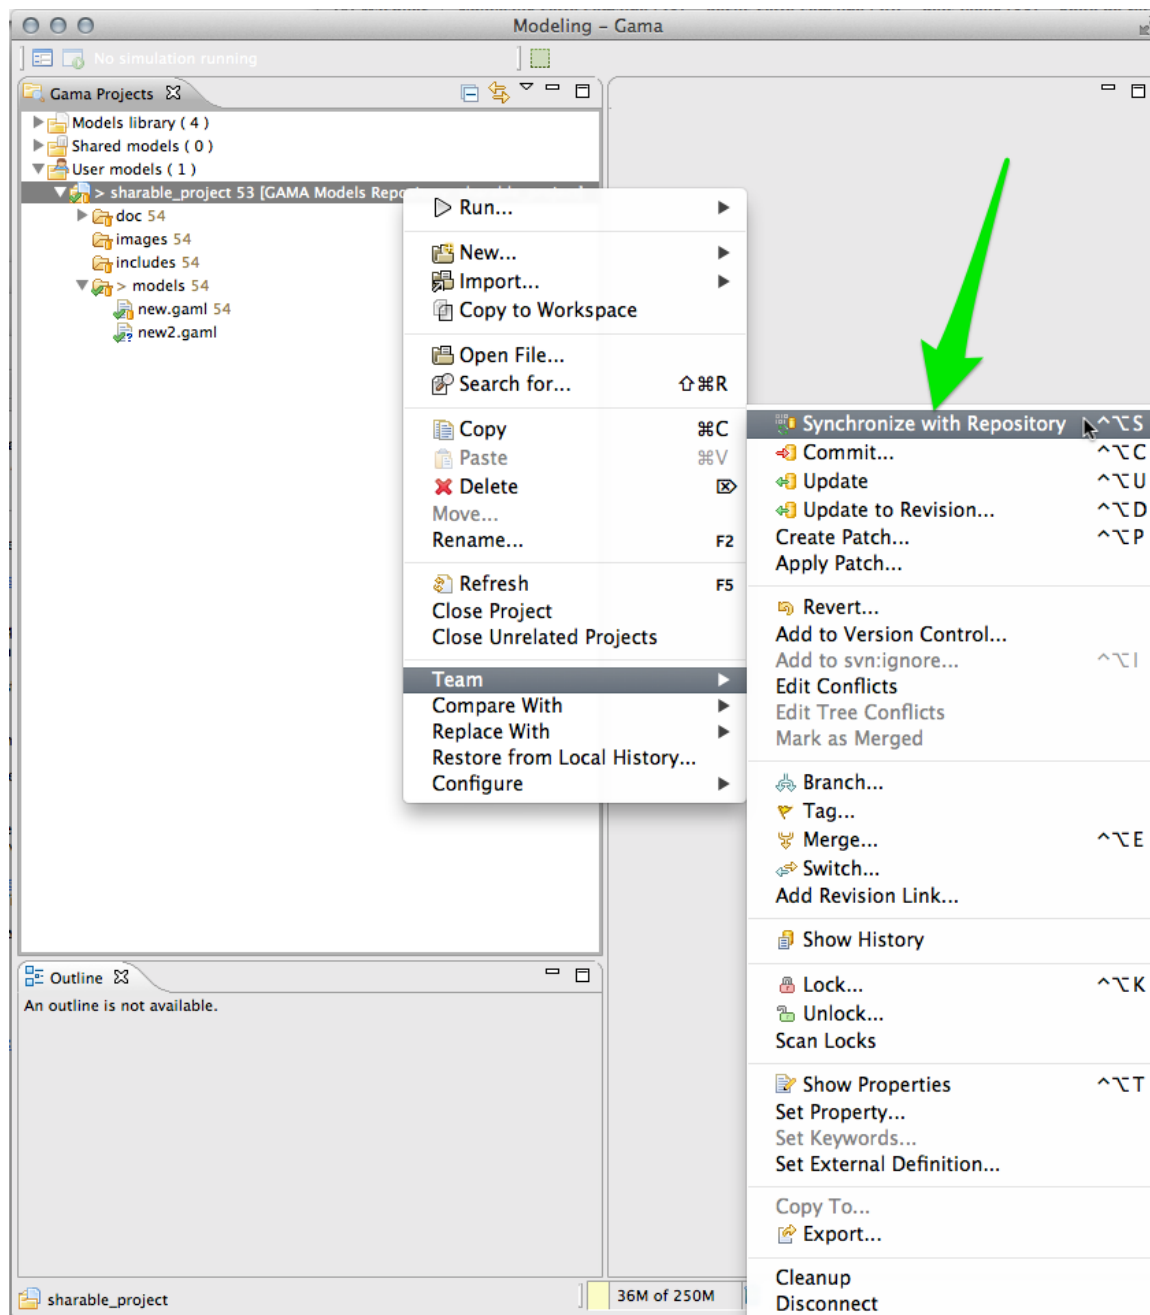 Modeling – Gama
No simulation running
Gama Projects
Models library ( 4 )
Shared models ( 0 )
User models ( 1 )
> sharable_project 53 [GAMA Models Repo
doc 54
images 54
includes 54
> models 54
new.gaml 54
new2.gaml
Run...
New...
Import...
Copy to Workspace
Open File...
Search for... ⇧⌘R
Copy ⌘C
Paste ⌘V
Delete ⌦
Move...
Rename... F2
Refresh F5
Close Project
Close Unrelated Projects
Team
Compare With
Replace With
Restore from Local History...
Configure
Synchronize with Repository ^⌥S
Commit... ^⌥C
Update ^⌥U
Update to Revision... ^⌥D
Create Patch... ^⌥P
Apply Patch...
Revert...
Add to Version Control...
Add to svn:ignore... ^⌥I
Edit Conflicts
Edit Tree Conflicts
Mark as Merged
Branch...
Tag...
Merge... ^⌥E
Switch...
Add Revision Link...
Show History
Lock... ^⌥K
Unlock...
Scan Locks
Show Properties ^⌥T
Set Property...
Set Keywords...
Set External Definition...
Copy To...
Export...
Cleanup
Disconnect
Outline
An outline is not available.
sharable_project
36M of 250M